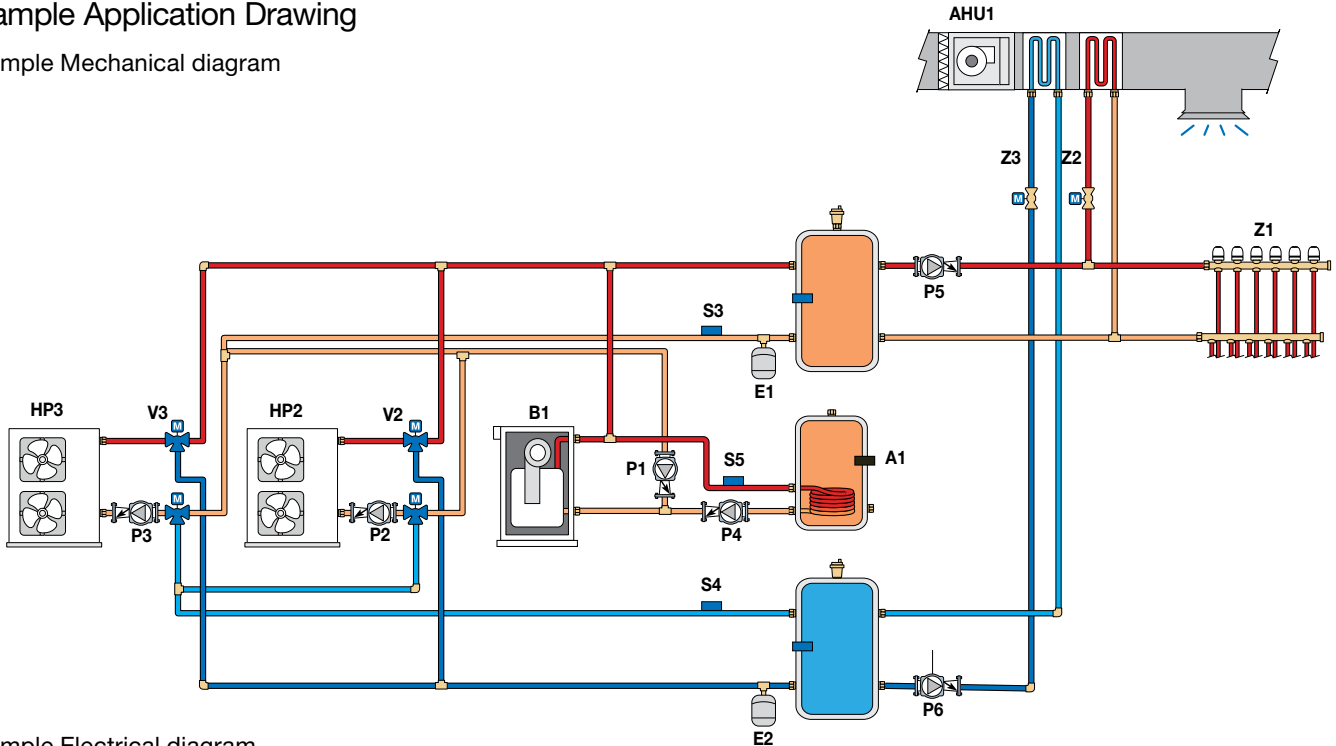 ample Application Drawing
mple Mechanical diagram
AHU1
Z3
Z2
M
M
Z1
P5
S3
E1
HP3
V3
M
HP2
V2
M
B1
P1
S5
A1
M
M
P3
P2
P4
S4
P6
E2
mple Electrical diagram